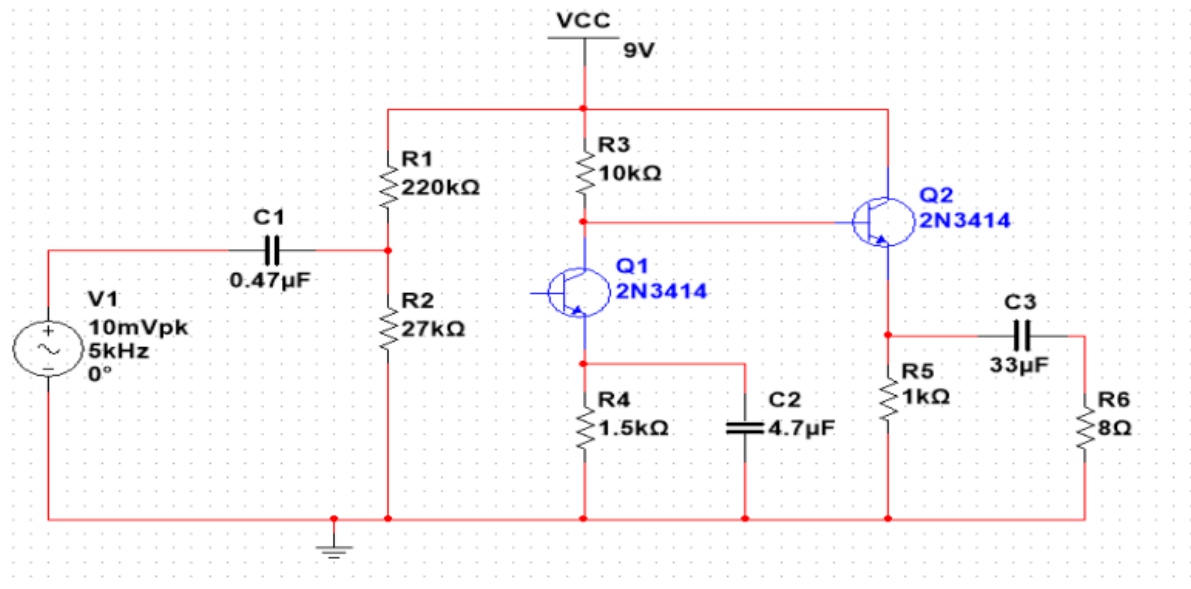 VCC
9V
R1
220kΩ
R3
10kΩ
Q2
2N3414
C1
0.47µF
Q1
2N3414
V1
10mVpk
5kHz
0°
R2
27kΩ
C3
33µF
R4
1.5kΩ
C2
4.7µF
R5
1kΩ
R6
8Ω